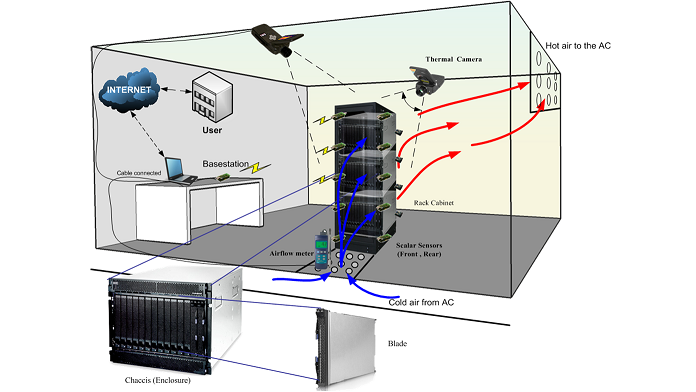 Hot air to the AC
Thermal Camera
INTERNET
User
Basestation
Cable connected
Rack Cabinet
Scalar Sensors
(Front , Rear)
Airflow meter
Cold air from AC
Blade
Chaccis (Enclosure)